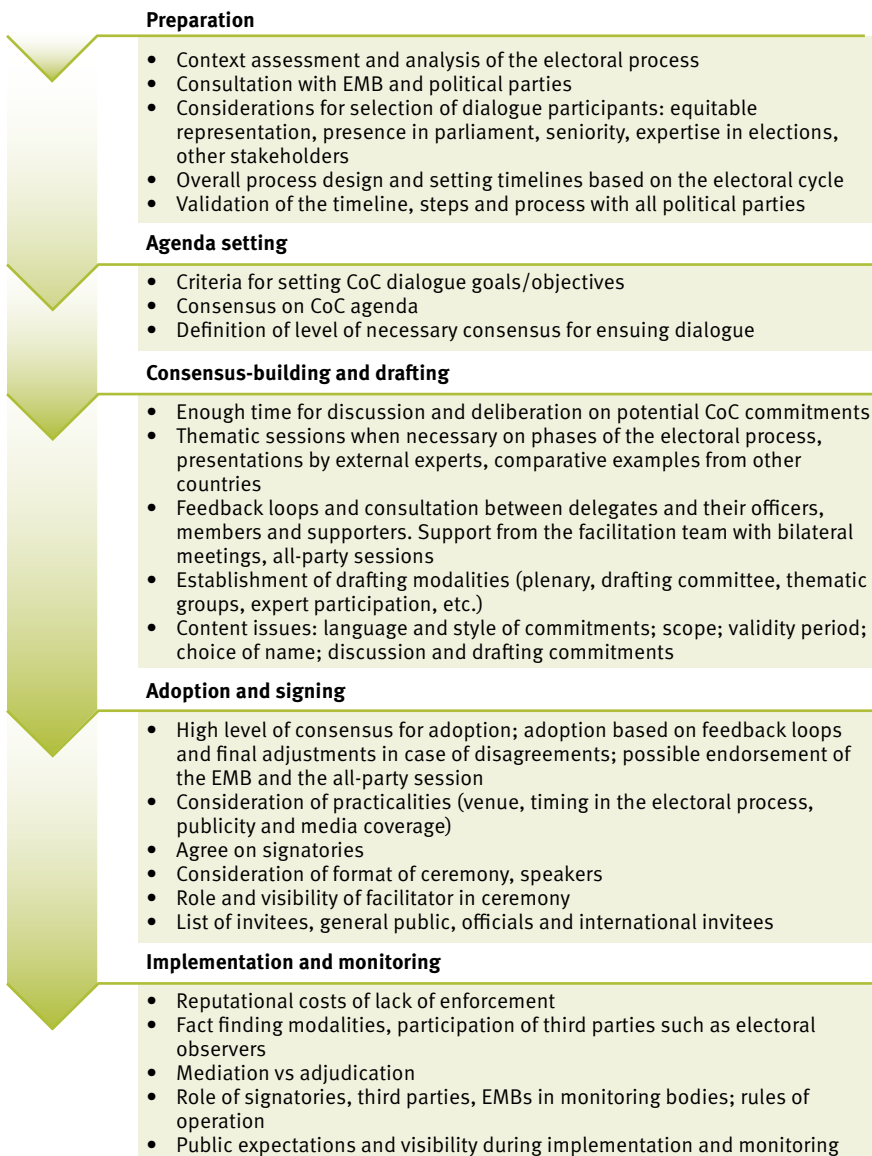 Preparation
• Context assessment and analysis of the electoral process
• Consultation with EMB and political parties
• Considerations for selection of dialogue participants: equitable
representation, presence in parliament, seniority, expertise in elections,
other stakeholders
• Overall process design and setting timelines based on the electoral cycle
• Validation of the timeline, steps and process with all political parties
Agenda setting
• Criteria for setting CoC dialogue goals/objectives
• Consensus on CoC agenda
• Definition of level of necessary consensus for ensuing dialogue
Consensus-building and drafting
• Enough time for discussion and deliberation on potential CoC commitments
• Thematic sessions when necessary on phases of the electoral process,
presentations by external experts, comparative examples from other
countries
• Feedback loops and consultation between delegates and their officers,
members and supporters. Support from the facilitation team with bilateral
meetings, all-party sessions
• Establishment of drafting modalities (plenary, drafting committee, thematic
groups, expert participation, etc.)
• Content issues: language and style of commitments; scope; validity period;
choice of name; discussion and drafting commitments
Adoption and signing
• High level of consensus for adoption; adoption based on feedback loops
and final adjustments in case of disagreements; possible endorsement of
the EMB and the all-party session
• Consideration of practicalities (venue, timing in the electoral process,
publicity and media coverage)
• Agree on signatories
• Consideration of format of ceremony, speakers
• Role and visibility of facilitator in ceremony
• List of invitees, general public, officials and international invitees
Implementation and monitoring
• Reputational costs of lack of enforcement
• Fact finding modalities, participation of third parties such as electoral
observers
• Mediation vs adjudication
• Role of signatories, third parties, EMBs in monitoring bodies; rules of
operation
• Public expectations and visibility during implementation and monitoring